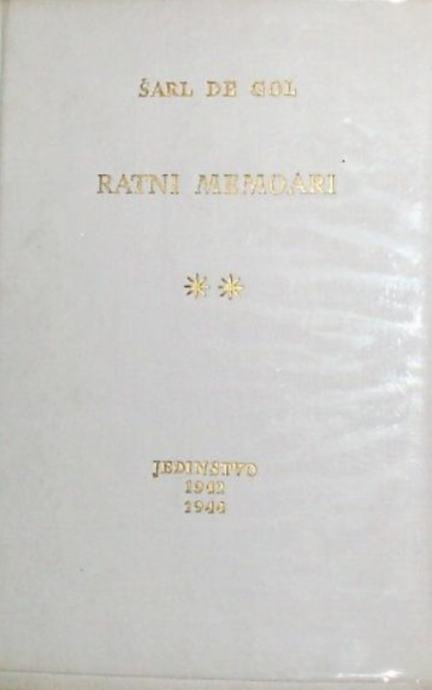 ŠARL DE GOL
RATNI MEMOARI
**
JEDINSTVO
1942
1944